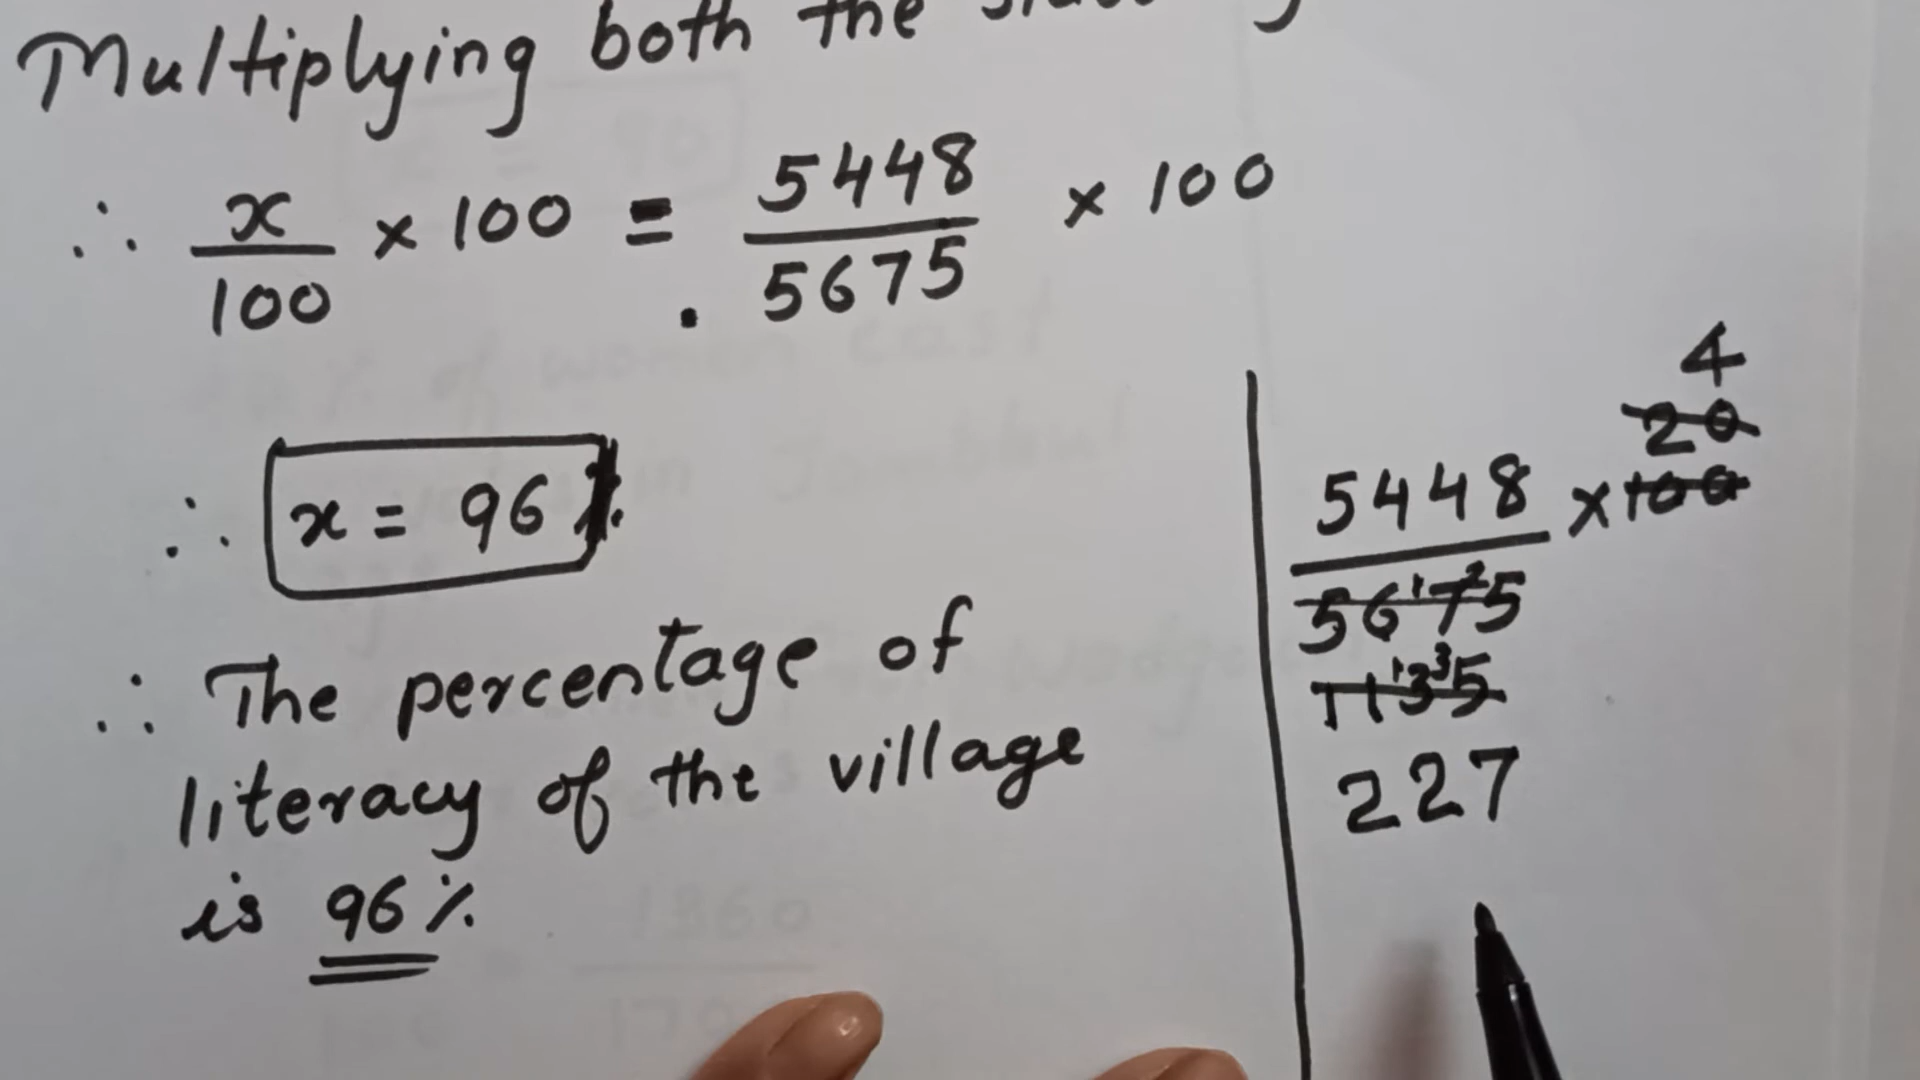 Multiplying both the
∴ x/100 × 100 = 5448/5675 × 100
∴ x = 96 %
∴ The percentage of
literacy of the village
is 96 %
4
20
5448 × 100
5675
1135
227